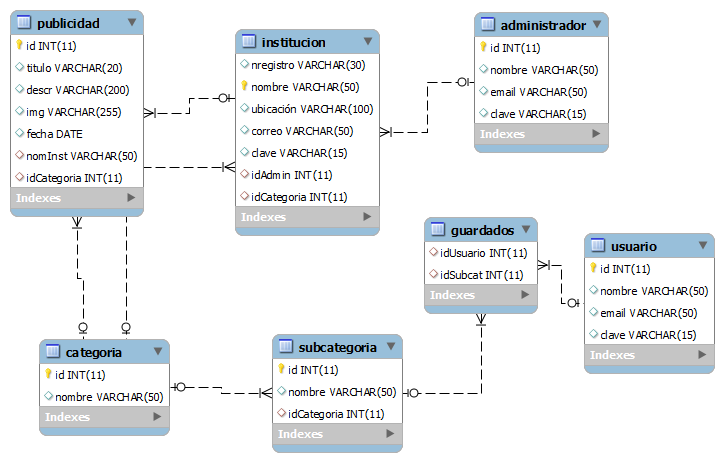 publicidad
id INT(11)
titulo VARCHAR(20)
descr VARCHAR(200)
img VARCHAR(255)
fecha DATE
nomInst VARCHAR(50)
idCategoria INT(11)
Indexes
institucion
nregistro VARCHAR(30)
nombre VARCHAR(50)
ubicación VARCHAR(100)
correo VARCHAR(50)
clave VARCHAR(15)
idAdmin INT(11)
idCategoria INT(11)
Indexes
administrador
id INT(11)
nombre VARCHAR(50)
email VARCHAR(50)
clave VARCHAR(15)
Indexes
guardados
idUsuario INT(11)
idSubcat INT(11)
Indexes
usuario
id INT(11)
nombre VARCHAR(50)
email VARCHAR(50)
clave VARCHAR(15)
Indexes
categoria
id INT(11)
nombre VARCHAR(50)
Indexes
subcategoria
id INT(11)
nombre VARCHAR(50)
idCategoria INT(11)
Indexes